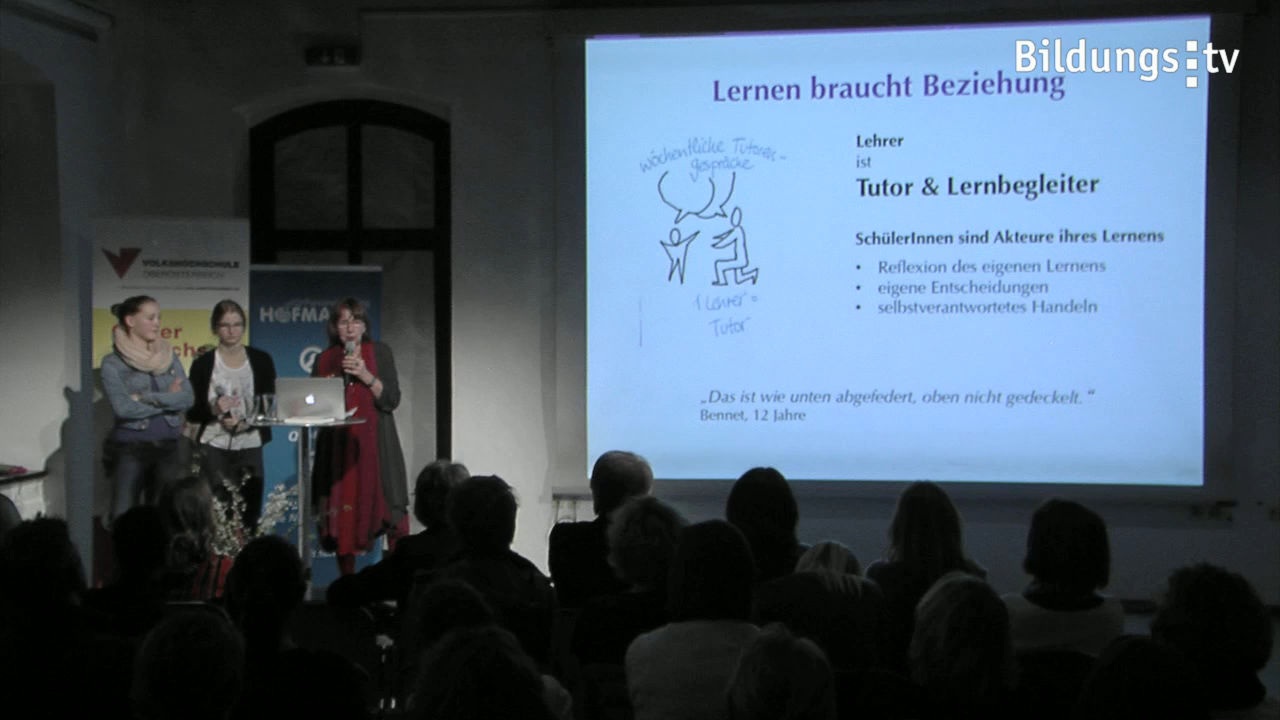 Bildungs:tv
Lernen braucht Beziehung
wöchentliche Tutoren-
gespräche
Lehrer
ist
Tutor & Lernbegleiter
SchülerInnen sind Akteure ihres Lernens
• Reflexion des eigenen Lernens
• eigene Entscheidungen
• selbstverantwortetes Handeln
1 Lehrer =
Tutor
„Das ist wie unten abgefedert, oben nicht gedeckelt. “
Bennet, 12 Jahre
VOLKSHOCHSCHULE
OBERÖSTERREICH
HOFMA